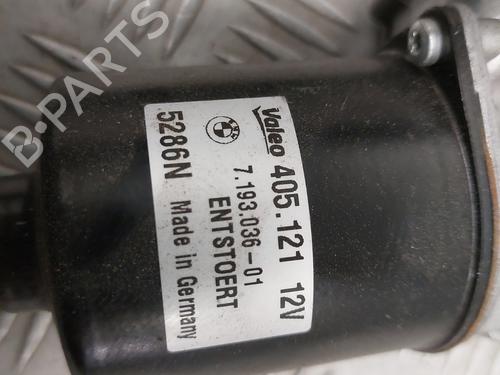 Valeo 405.121 12V
7.193.036-01
ENTSTOERT
5286N Made in Germany
B-PARTS